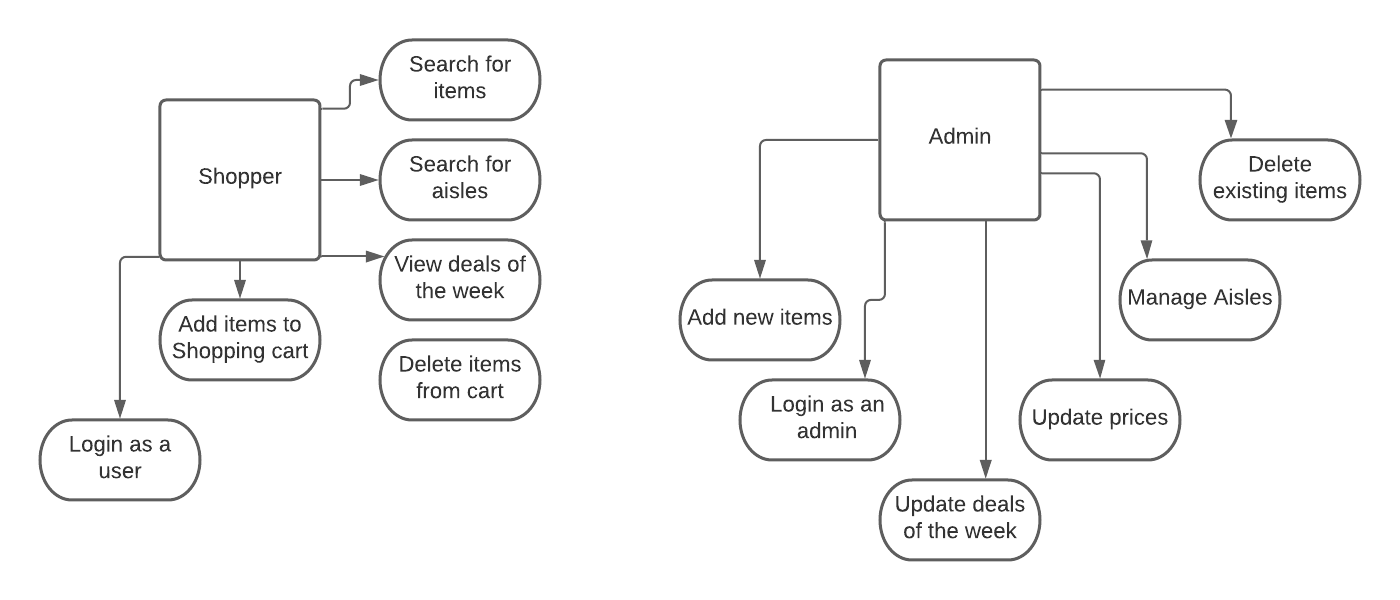 Shopper
Search for
items
Search for
aisles
View deals of
the week
Delete items
from cart
Add items to
Shopping cart
Login as a
user
Admin
Delete
existing items
Manage Aisles
Add new items
Login as an
admin
Update prices
Update deals
of the week